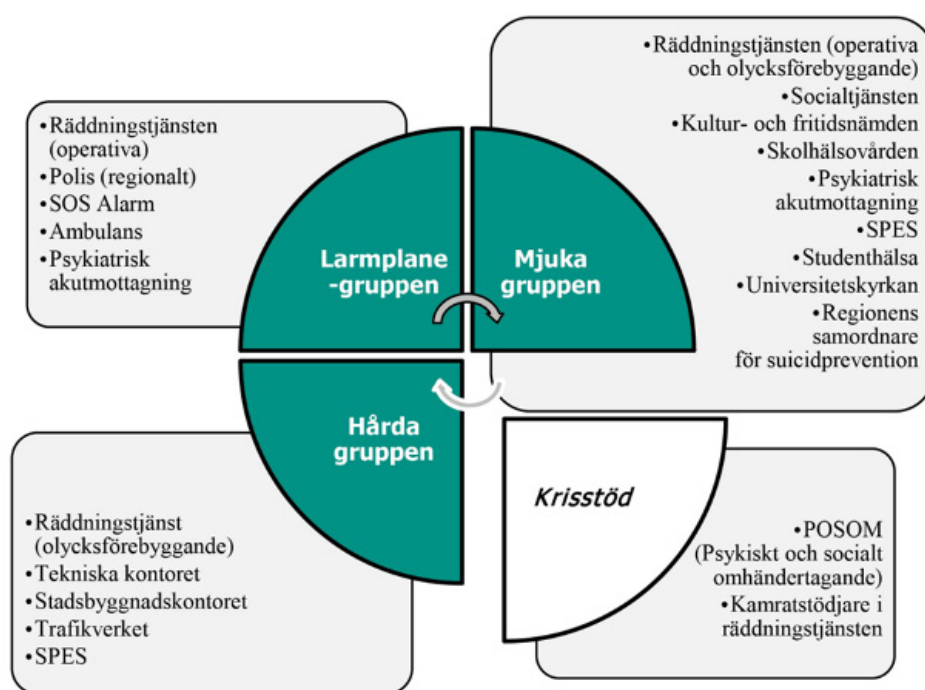 •Räddningstjänsten
(operativa)
•Polis (regionalt)
•SOS Alarm
•Ambulans
•Psykiatrisk
akutmottagning
Larmplane
-gruppen
Mjuka
gruppen
•Räddningstjänsten (operativa
och olycksförebyggande)
•Socialtjänsten
•Kultur- och fritidsnämden
•Skolhälsovården
•Psykiatrisk
akutmottagning
•SPES
•Studenthälsa
•Universitetskyrkan
•Regionens
samordnare
för suicidprevention
Hårda
gruppen
•Räddningstjänst
(olycksförebyggande)
•Tekniska kontoret
•Stadsbyggnadskontoret
•Trafikverket
•SPES
Krisstöd
•POSOM
(Psykiskt och socialt
omhändertagande)
•Kamratstödjare i
räddningstjänsten